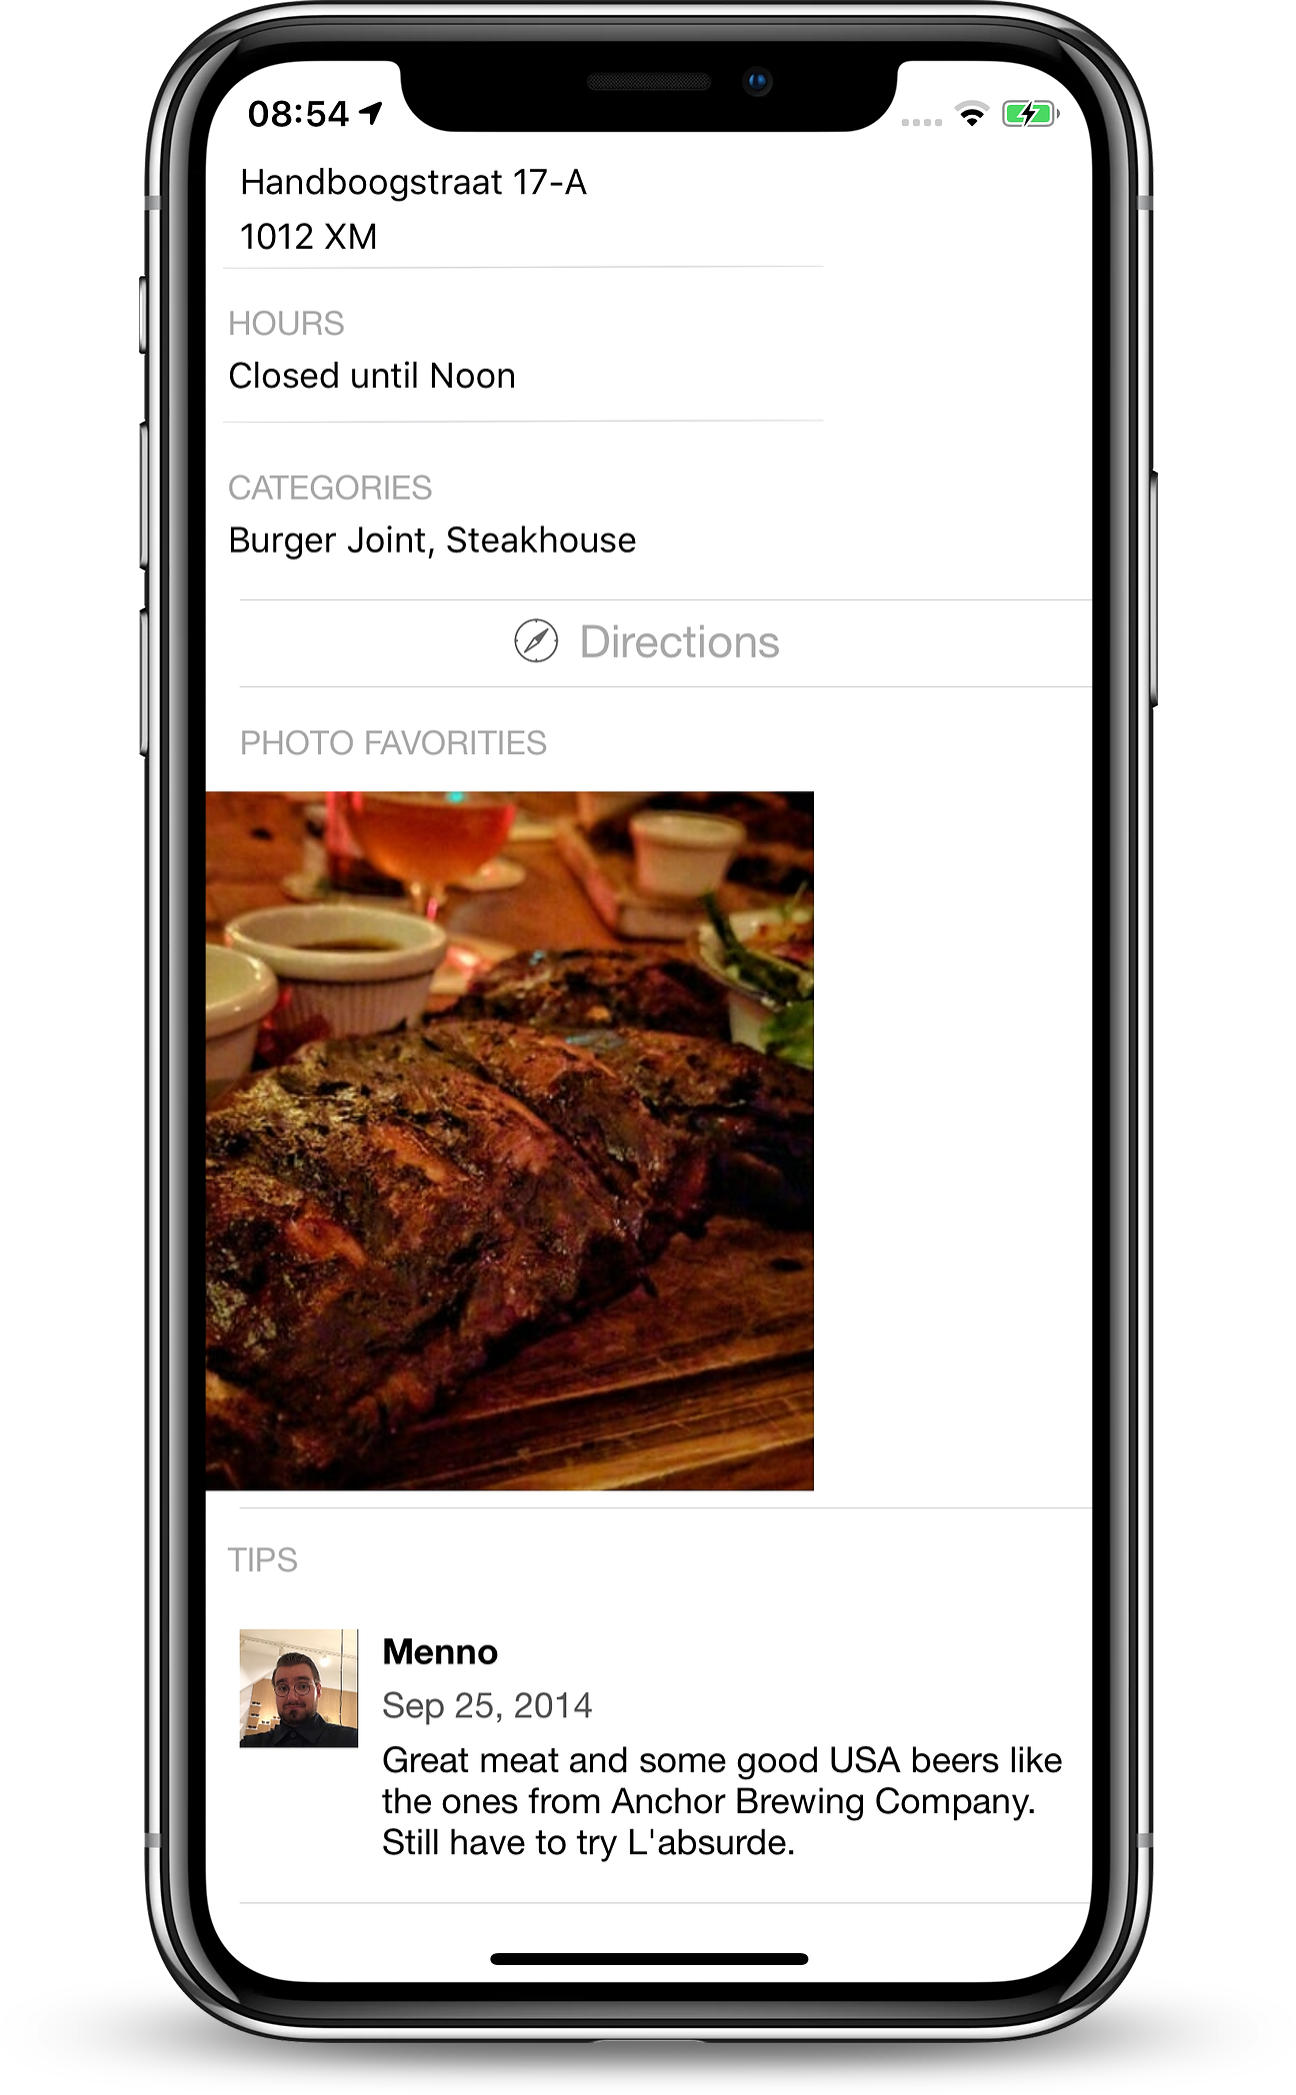 08:54
Handboogstraat 17-A
1012 XM
HOURS
Closed until Noon
CATEGORIES
Burger Joint, Steakhouse
Directions
PHOTO FAVORITIES
TIPS
Menno
Sep 25, 2014
Great meat and some good USA beers like
the ones from Anchor Brewing Company.
Still have to try L'absurde.